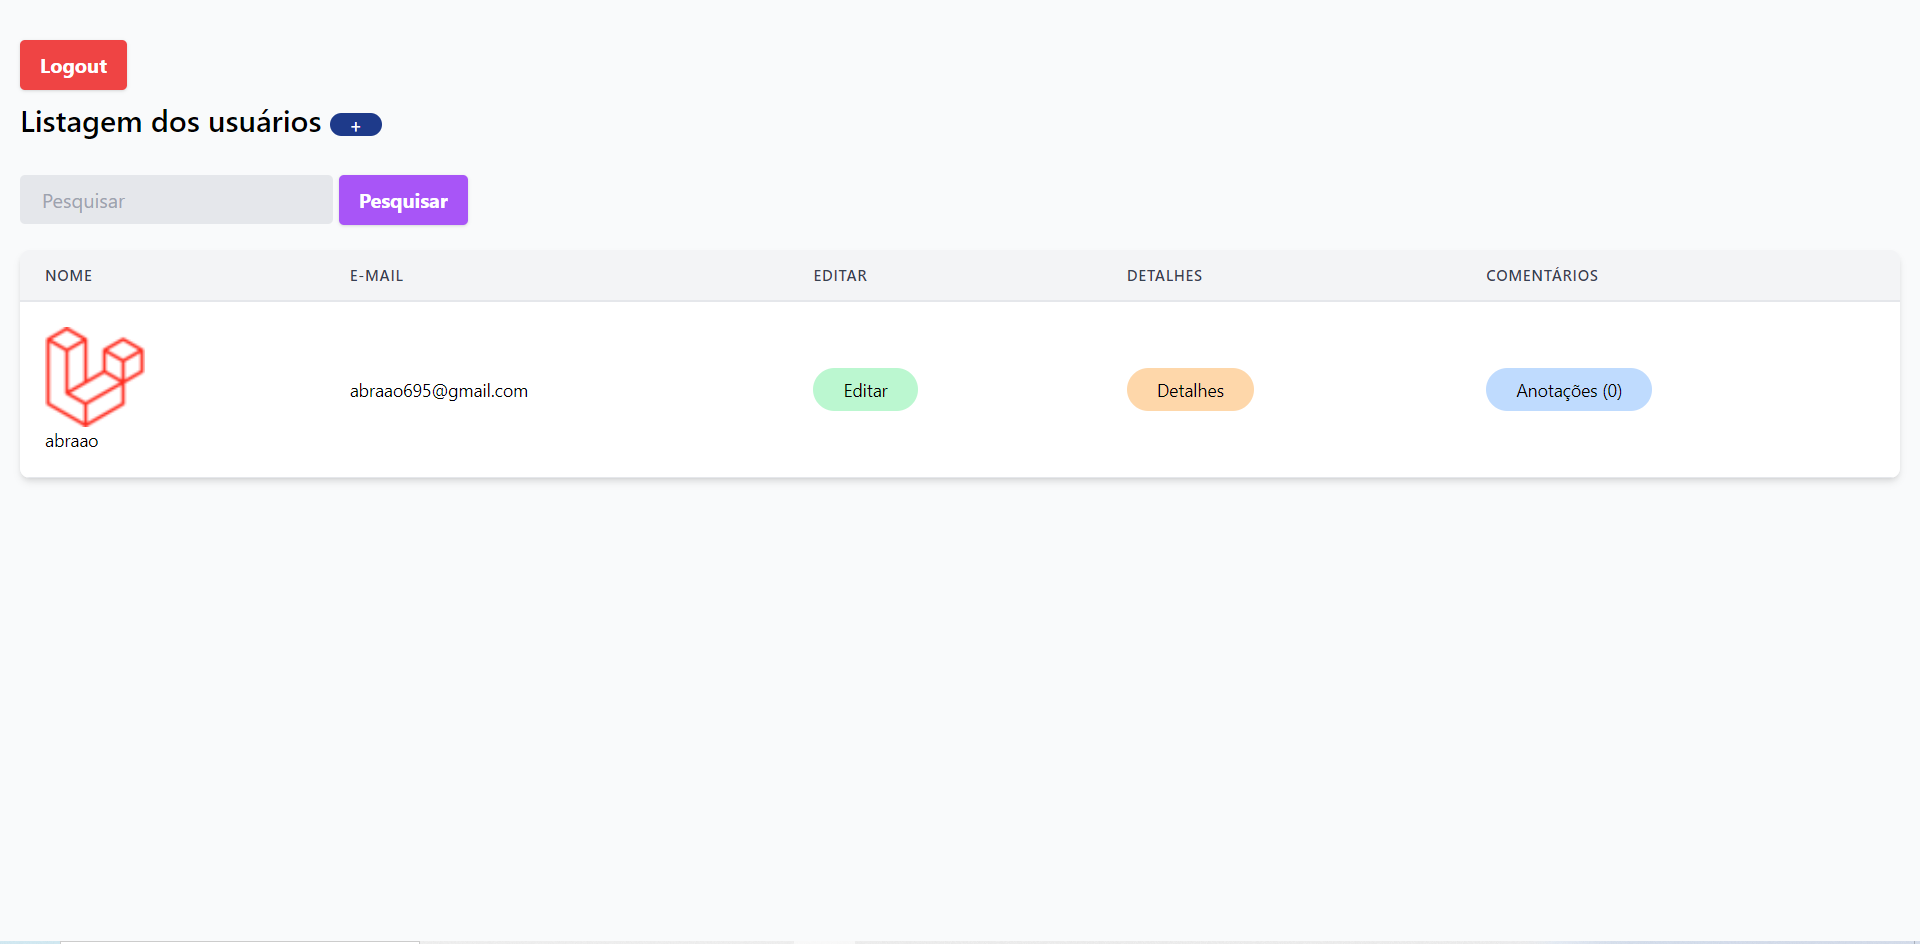 Logout
Listagem dos usuários +
Pesquisar Pesquisar
NOME E-MAIL EDITAR DETALHES COMENTÁRIOS
abraao695@gmail.com Editar Detalhes Anotações (0)
abraao